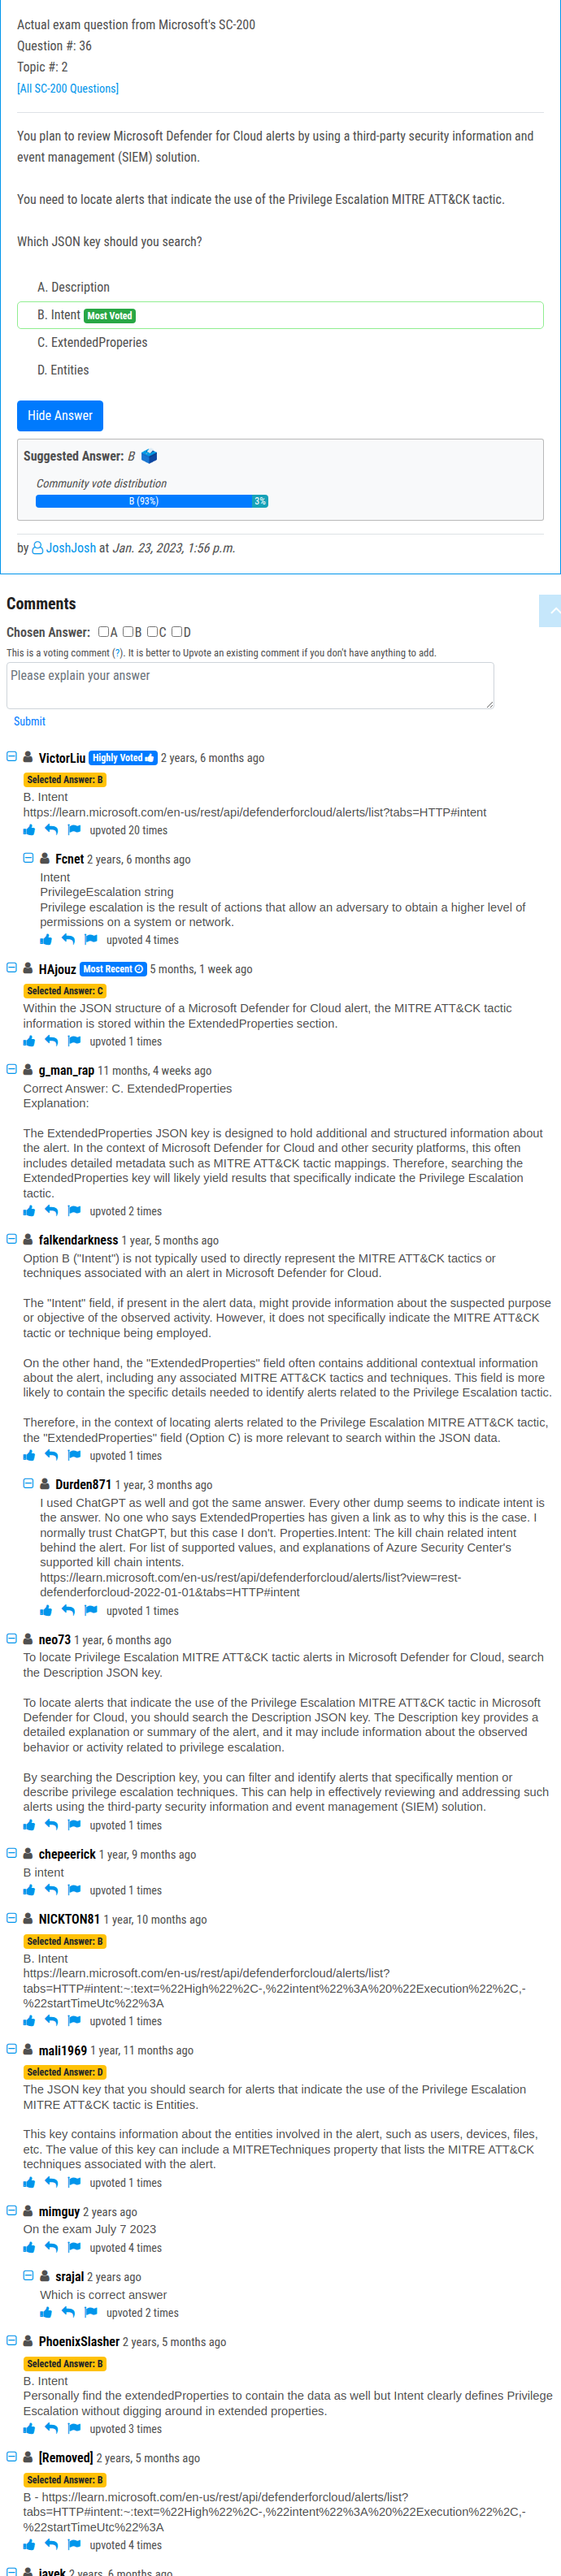 Actual exam question from Microsoft's SC-200
Question #: 36
Topic #: 2
[All SC-200 Questions]
You plan to review Microsoft Defender for Cloud alerts by using a third-party security information and
event management (SIEM) solution.
You need to locate alerts that indicate the use of the Privilege Escalation MITRE ATT&CK tactic.
Which JSON key should you search?
A. Description
B. Intent Most Voted
C. ExtendedProperies
D. Entities
Hide Answer
Suggested Answer: B
Community vote distribution
B (93%) 3%
by JoshJosh at Jan. 23, 2023, 1:56 p.m.
Comments
Chosen Answer: A B C D
This is a voting comment (?). It is better to Upvote an existing comment if you don't have anything to add.
Please explain your answer
Submit
VictorLiu Highly Voted 2 years, 6 months ago
Selected Answer: B
B. Intent
https://learn.microsoft.com/en-us/rest/api/defenderforcloud/alerts/list?tabs=HTTP#intent
upvoted 20 times
Fcnet 2 years, 6 months ago
Intent
PrivilegeEscalation string
Privilege escalation is the result of actions that allow an adversary to obtain a higher level of
permissions on a system or network.
upvoted 4 times
HAjouz Most Recent 5 months, 1 week ago
Selected Answer: C
Within the JSON structure of a Microsoft Defender for Cloud alert, the MITRE ATT&CK tactic
information is stored within the ExtendedProperties section.
upvoted 1 times
g_man_rap 11 months, 4 weeks ago
Correct Answer: C. ExtendedProperties
Explanation:
The ExtendedProperties JSON key is designed to hold additional and structured information about
the alert. In the context of Microsoft Defender for Cloud and other security platforms, this often
includes detailed metadata such as MITRE ATT&CK tactic mappings. Therefore, searching the
ExtendedProperties key will likely yield results that specifically indicate the Privilege Escalation
tactic.
upvoted 2 times
falkendarkness 1 year, 5 months ago
Option B ("Intent") is not typically used to directly represent the MITRE ATT&CK tactics or
techniques associated with an alert in Microsoft Defender for Cloud.
The "Intent" field, if present in the alert data, might provide information about the suspected purpose
or objective of the observed activity. However, it does not specifically indicate the MITRE ATT&CK
tactic or technique being employed.
On the other hand, the "ExtendedProperties" field often contains additional contextual information
about the alert, including any associated MITRE ATT&CK tactics and techniques. This field is more
likely to contain the specific details needed to identify alerts related to the Privilege Escalation tactic.
Therefore, in the context of locating alerts related to the Privilege Escalation MITRE ATT&CK tactic,
the "ExtendedProperties" field (Option C) is more relevant to search within the JSON data.
upvoted 1 times
Durden871 1 year, 3 months ago
I used ChatGPT as well and got the same answer. Every other dump seems to indicate intent is
the answer. No one who says ExtendedProperties has given a link as to why this is the case. I
normally trust ChatGPT, but this case I don't. Properties.Intent: The kill chain related intent
behind the alert. For list of supported values, and explanations of Azure Security Center's
supported kill chain intents.
https://learn.microsoft.com/en-us/rest/api/defenderforcloud/alerts/list?view=rest-
defenderforcloud-2022-01-01&tabs=HTTP#intent
upvoted 1 times
neo73 1 year, 6 months ago
To locate Privilege Escalation MITRE ATT&CK tactic alerts in Microsoft Defender for Cloud, search
the Description JSON key.
To locate alerts that indicate the use of the Privilege Escalation MITRE ATT&CK tactic in Microsoft
Defender for Cloud, you should search the Description JSON key. The Description key provides a
detailed explanation or summary of the alert, and it may include information about the observed
behavior or activity related to privilege escalation.
By searching the Description key, you can filter and identify alerts that specifically mention or
describe privilege escalation techniques. This can help in effectively reviewing and addressing such
alerts using the third-party security information and event management (SIEM) solution.
upvoted 1 times
chepeerick 1 year, 9 months ago
B intent
upvoted 1 times
NICKTON81 1 year, 10 months ago
Selected Answer: B
B. Intent
https://learn.microsoft.com/en-us/rest/api/defenderforcloud/alerts/list?
tabs=HTTP#intent:~:text=%22High%22%2C-,%22intent%22%3A%20%22Execution%22%2C,-
%22startTimeUtc%22%3A
upvoted 1 times
mali1969 1 year, 11 months ago
Selected Answer: D
The JSON key that you should search for alerts that indicate the use of the Privilege Escalation
MITRE ATT&CK tactic is Entities.
This key contains information about the entities involved in the alert, such as users, devices, files,
etc. The value of this key can include a MITRETechniques property that lists the MITRE ATT&CK
techniques associated with the alert.
upvoted 1 times
mimguy 2 years ago
On the exam July 7 2023
upvoted 4 times
srajal 2 years ago
Which is correct answer
upvoted 2 times
PhoenixSlasher 2 years, 5 months ago
Selected Answer: B
B. Intent
Personally find the extendedProperties to contain the data as well but Intent clearly defines Privilege
Escalation without digging around in extended properties.
upvoted 3 times
[Removed] 2 years, 5 months ago
Selected Answer: B
B - https://learn.microsoft.com/en-us/rest/api/defenderforcloud/alerts/list?
tabs=HTTP#intent:~:text=%22High%22%2C-,%22intent%22%3A%20%22Execution%22%2C,-
%22startTimeUtc%22%3A
upvoted 4 times
jayek 2 years, 6 months ago